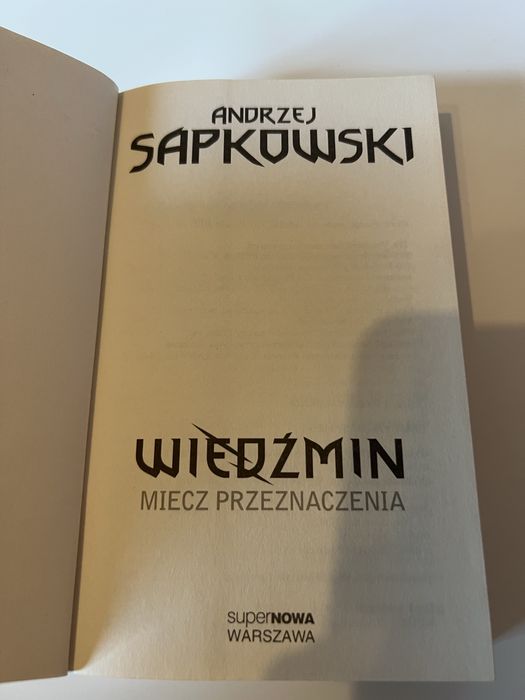 ANDRZEJ
SAPKOWSKI
WIEDŹMIN
MIECZ PRZEZNACZENIA
superNOWA
WARSZAWA